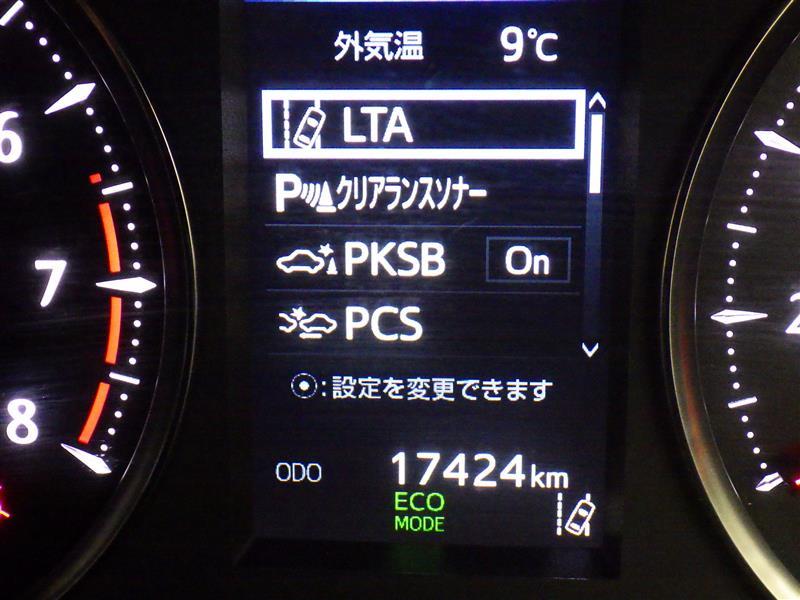 外気温 9℃
LTA
P クリアランスソナー
PKSB On
PCS
⦿:設定を変更できます
ODO 17424km
ECO
MODE
6
7
8
2